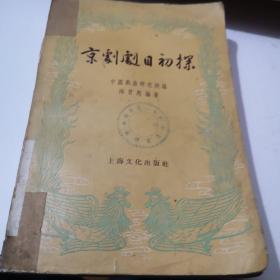 京劇劇目初探
中國戲曲研究院編
陶君起編著
上海文化出版社